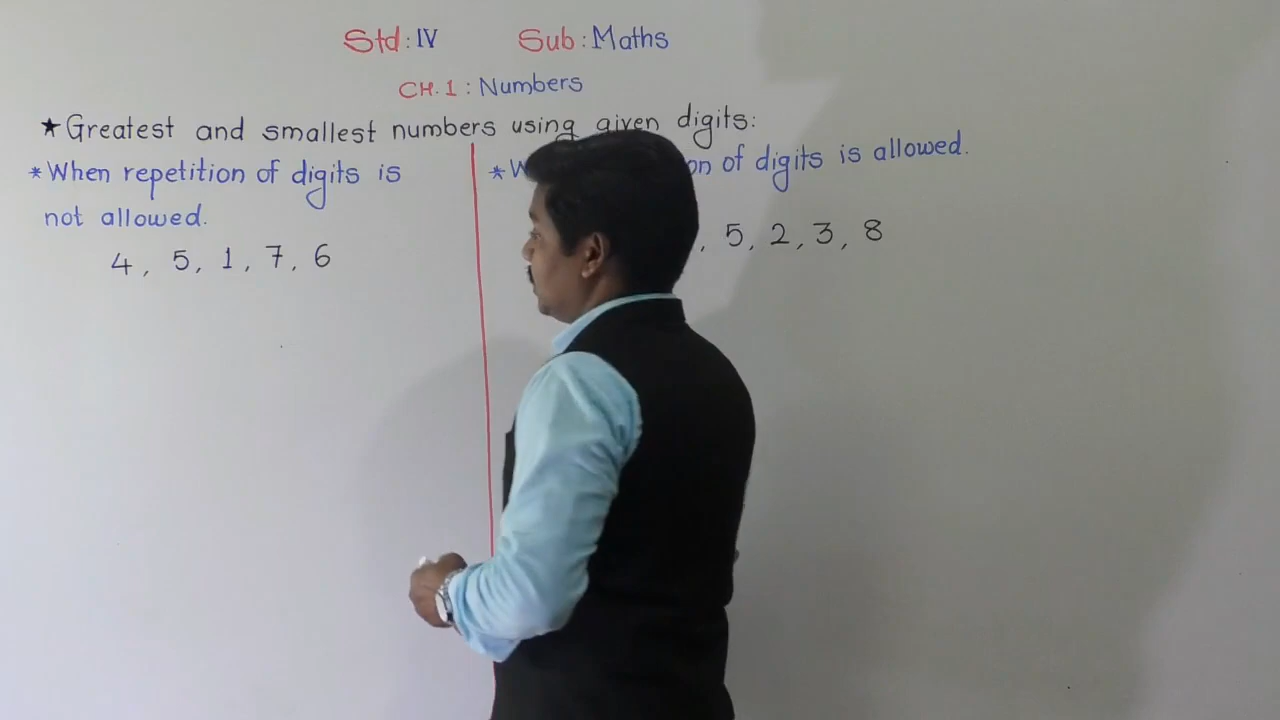 Std : IV Sub : Maths
CH. 1 : Numbers
★ Greatest and smallest numbers using given digits:
* When repetition of digits is
not allowed.
4, 5, 1, 7, 6
* of digits is allowed.
, 5, 2, 3, 8